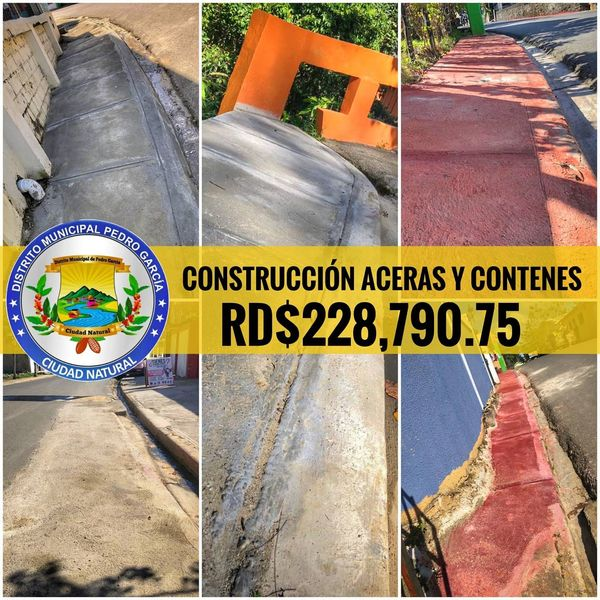 CONSTRUCCIÓN ACERAS Y CONTENES
RD$228,790.75
DISTRITO MUNICIPAL PEDRO GARCÍA
Distrito Municipal de Pedro García
Ciudad Natural
CIUDAD NATURAL